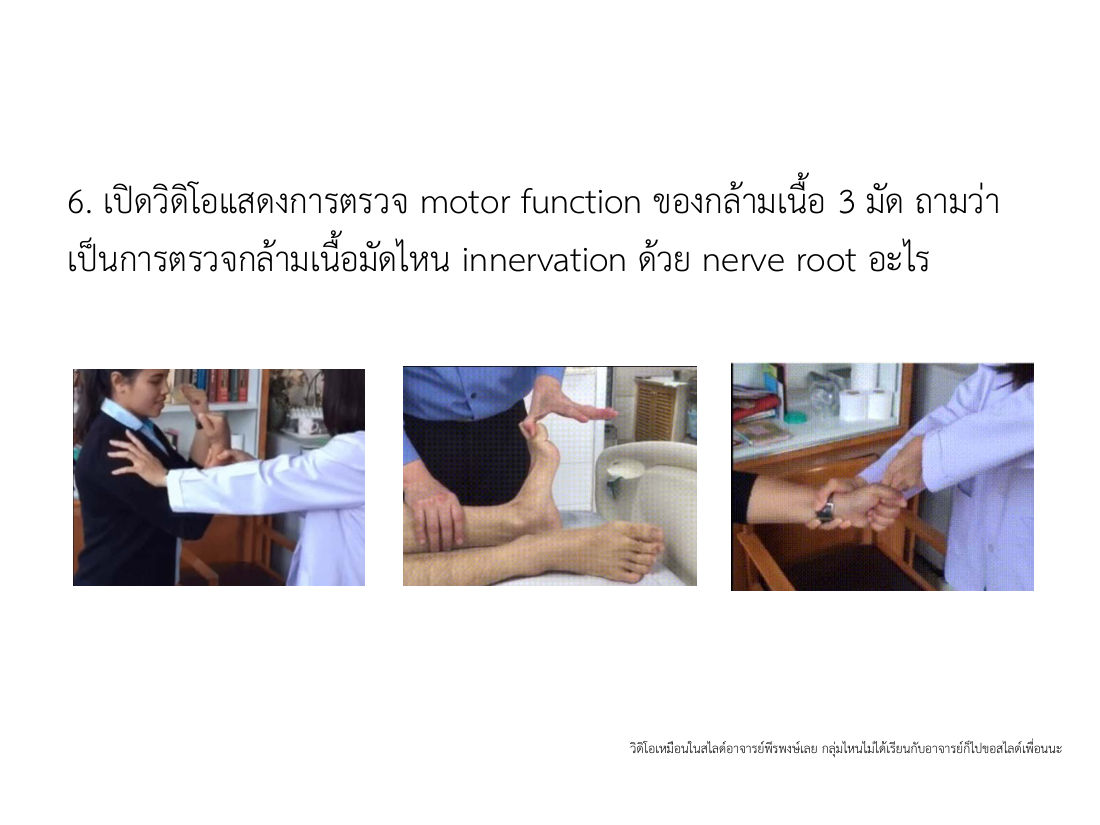 6. เปิดวิดิโอแสดงการตรวจ motor function ของกล้ามเนื้อ 3 มัด ถามว่า
เป็นการตรวจกล้ามเนื้อมัดไหน innervation ด้วย nerve root อะไร
วิดิโอเหมือนในสไลด์อาจารย์พีรพงษ์เลย กลุ่มไหนไม่ได้เรียนกับอาจารย์ก็ไปขอสไลด์เพื่อนนะ